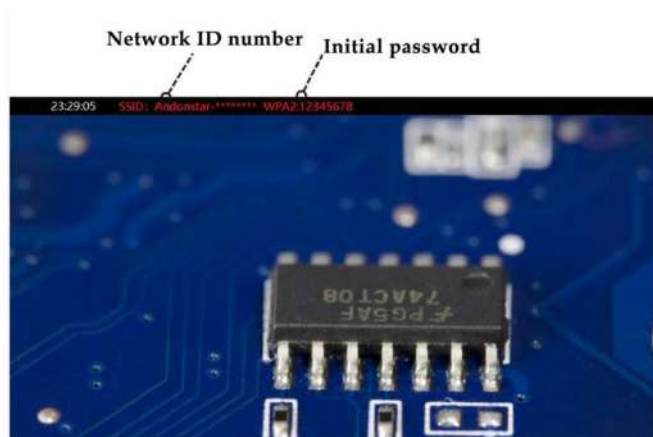 Network ID number
Initial password
23:29:05 SSID: Andonstar-******** WPA2:12345678
PG5AF
74ACT08